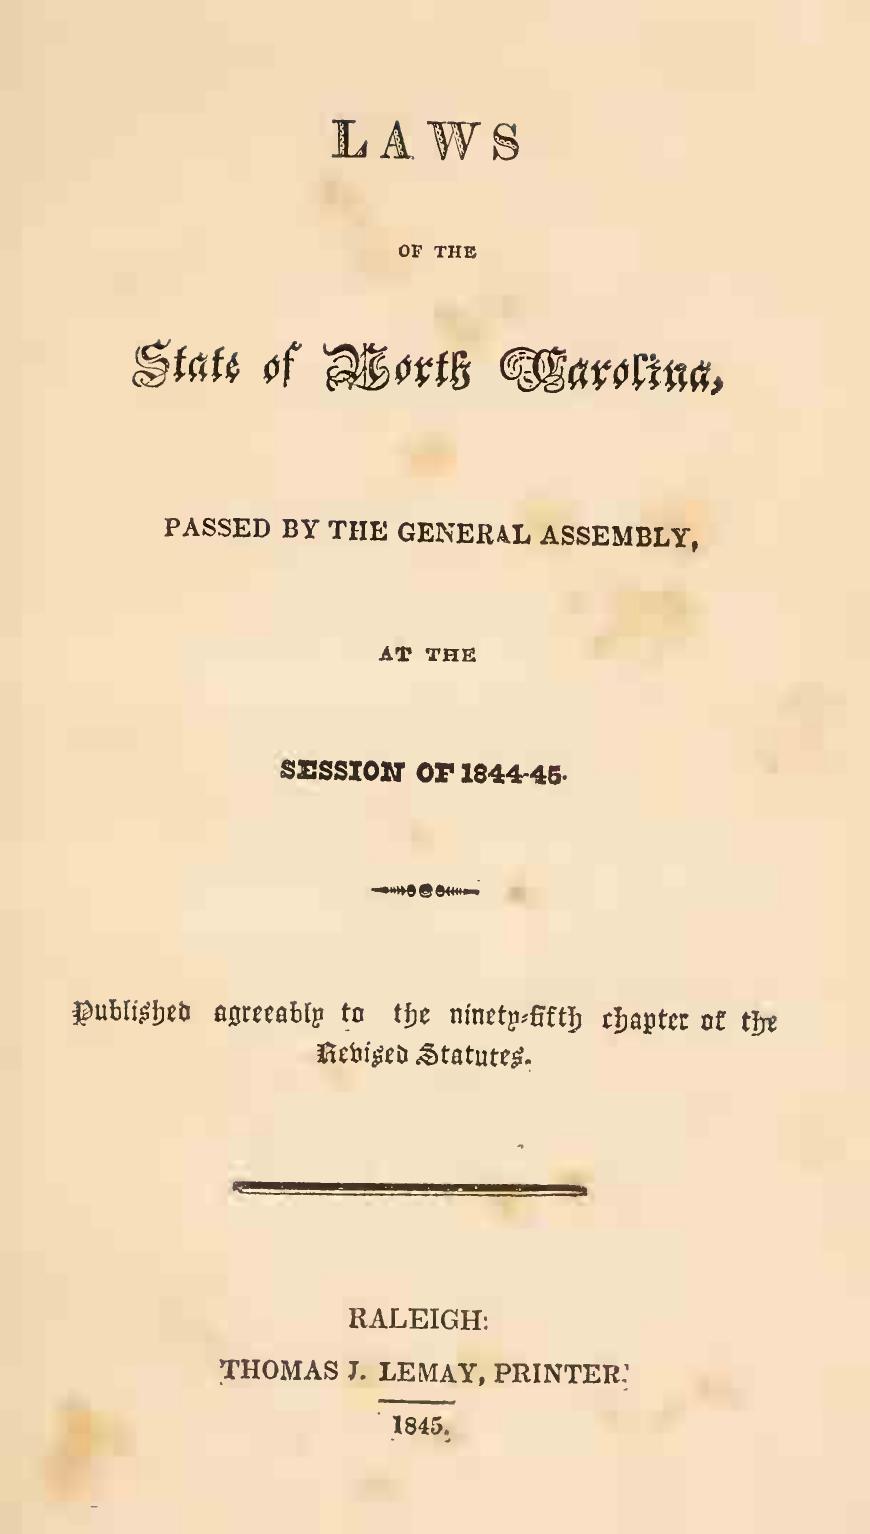 LAWS
OF THE
State of North Carolina,
PASSED BY THE GENERAL ASSEMBLY,
AT THE
SESSION OF 1844-45.
Published agreeably to the ninety-fifth chapter of the
Revised Statutes.
RALEIGH:
THOMAS J. LEMAY, PRINTER.
1845.